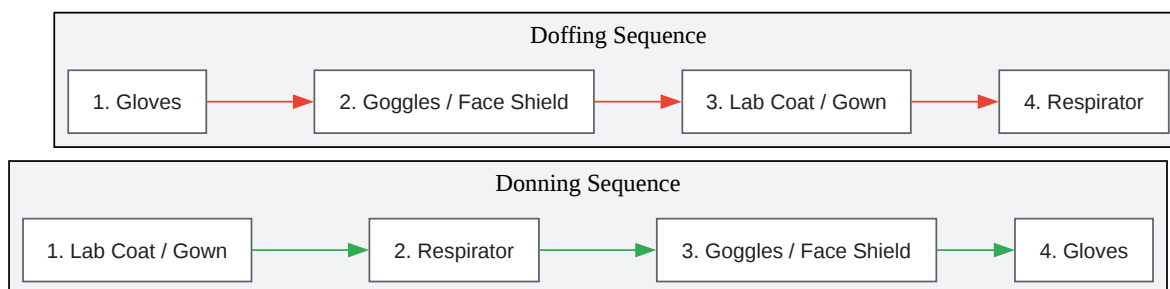 Doffing Sequence
1. Gloves
2. Goggles / Face Shield
3. Lab Coat / Gown
4. Respirator
Donning Sequence
1. Lab Coat / Gown
2. Respirator
3. Goggles / Face Shield
4. Gloves